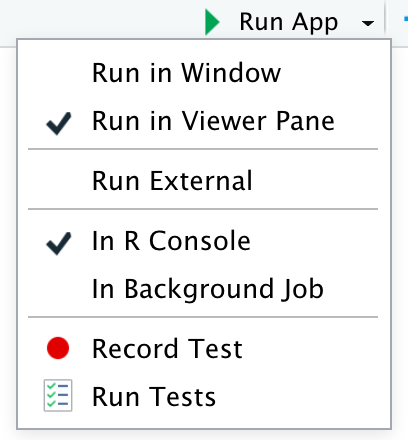 Run App
Run in Window
Run in Viewer Pane
Run External
In R Console
In Background Job
Record Test
Run Tests